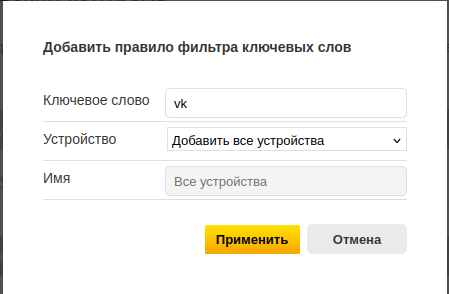 Добавить правило фильтра ключевых слов
Ключевое слово vk
Устройство Добавить все устройства
Имя Все устройства
Применить Отмена